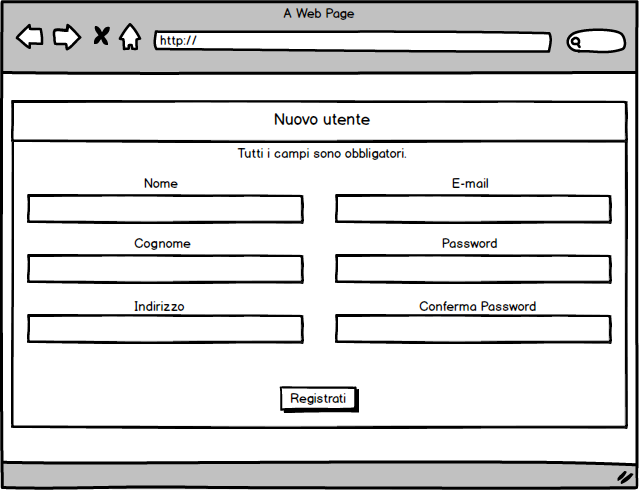 A Web Page
http://
Nuovo utente
Tutti i campi sono obbligatori.
Nome
E-mail
Cognome
Password
Indirizzo
Conferma Password
Registrati